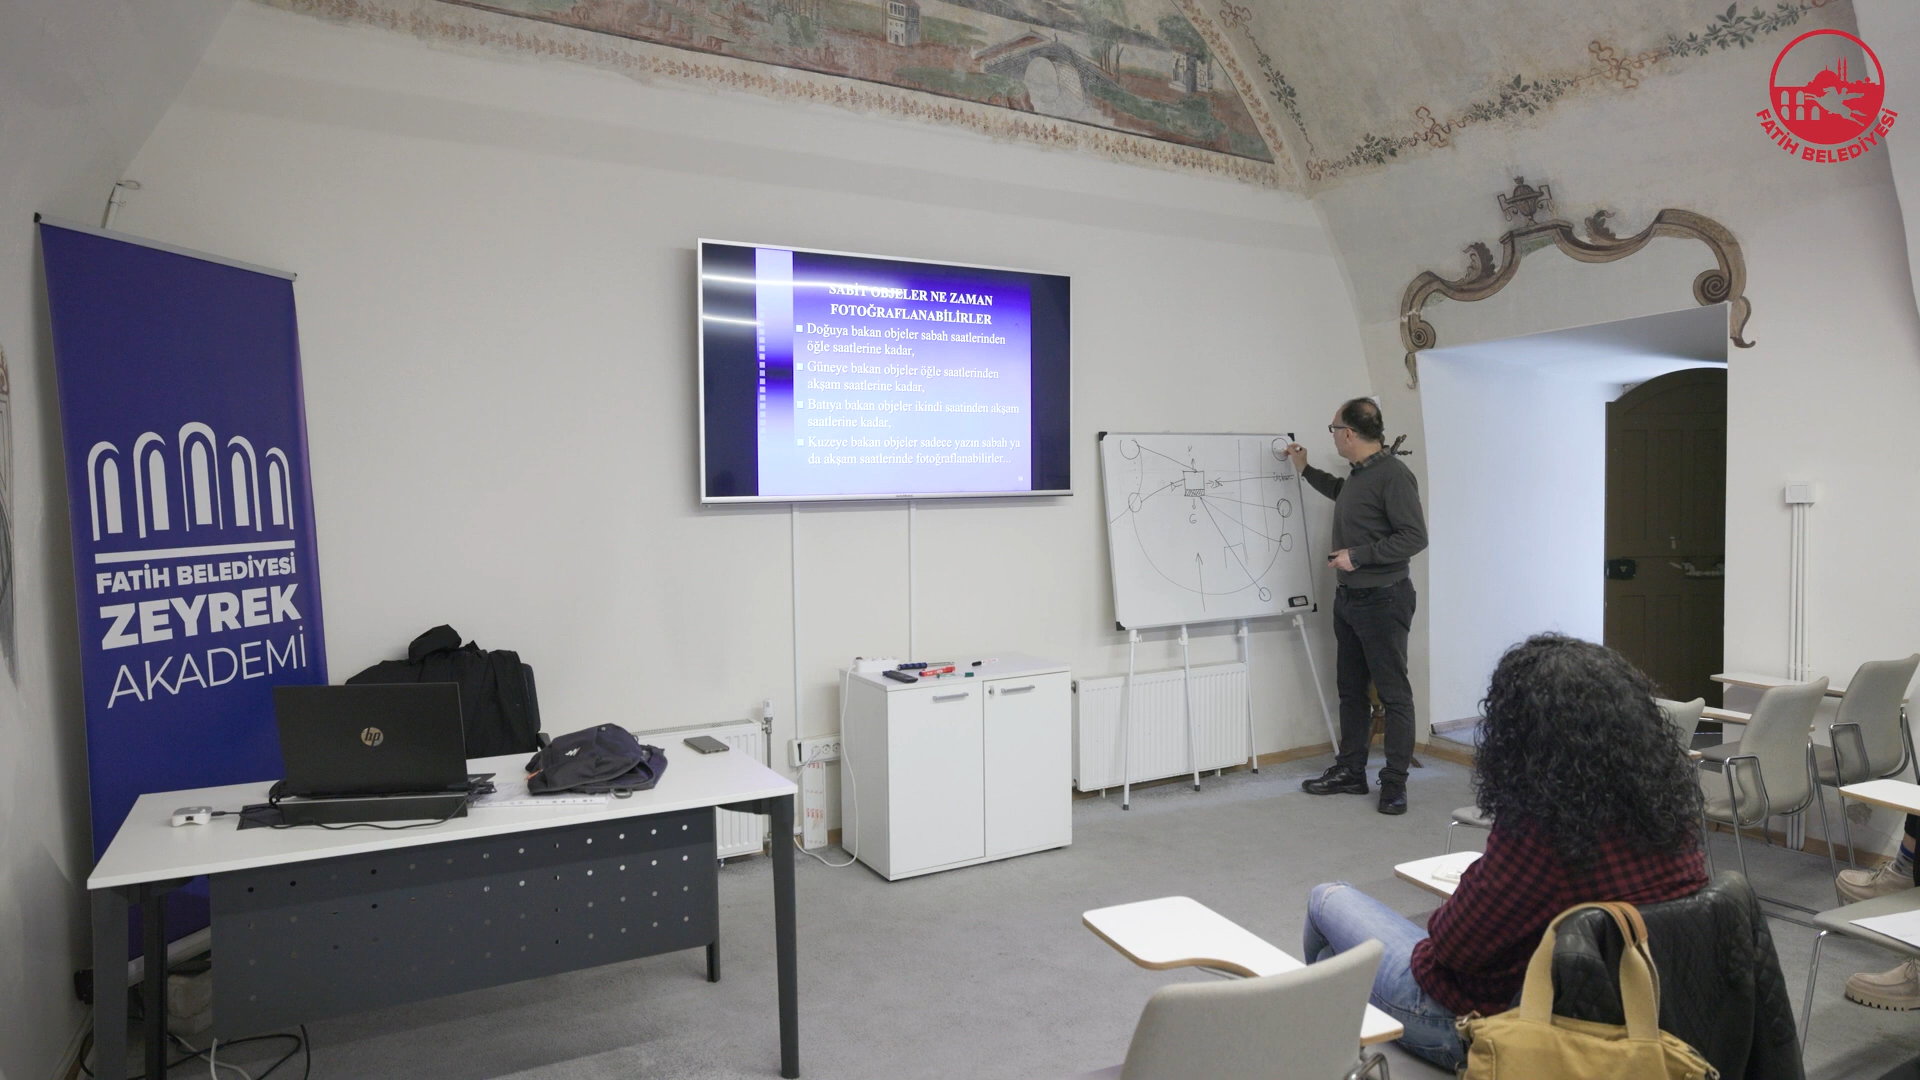 FATİH BELEDİYESİ
SABİT OBJELER NE ZAMAN
FOTOĞRAFLANABİLİRLER
Doğuya bakan objeler sabah saatlerinden
öğle saatlerine kadar,
Güneye bakan objeler öğle saatlerinden
akşam saatlerine kadar,
Batıya bakan objeler ikindi saatinden akşam
saatlerine kadar,
Kuzeye bakan objeler sadece yazın sabah ya
da akşam saatlerinde fotoğraflanabilirler...
FATİH BELEDİYESİ
ZEYREK
AKADEMİ
hp
K
G